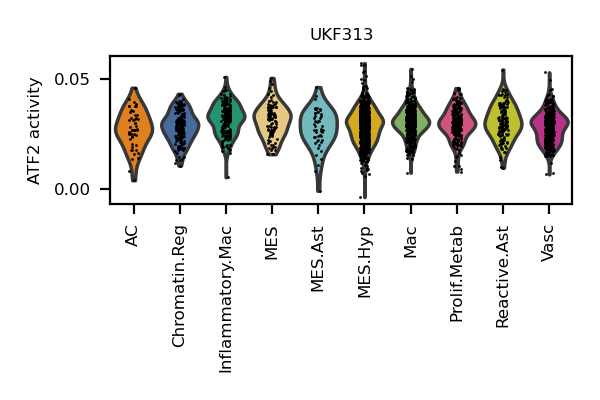 UKF313
ATF2 activity
0.05
0.00
AC
Chromatin.Reg
Inflammatory.Mac
MES
MES.Ast
MES.Hyp
Mac
Prolif.Metab
Reactive.Ast
Vasc